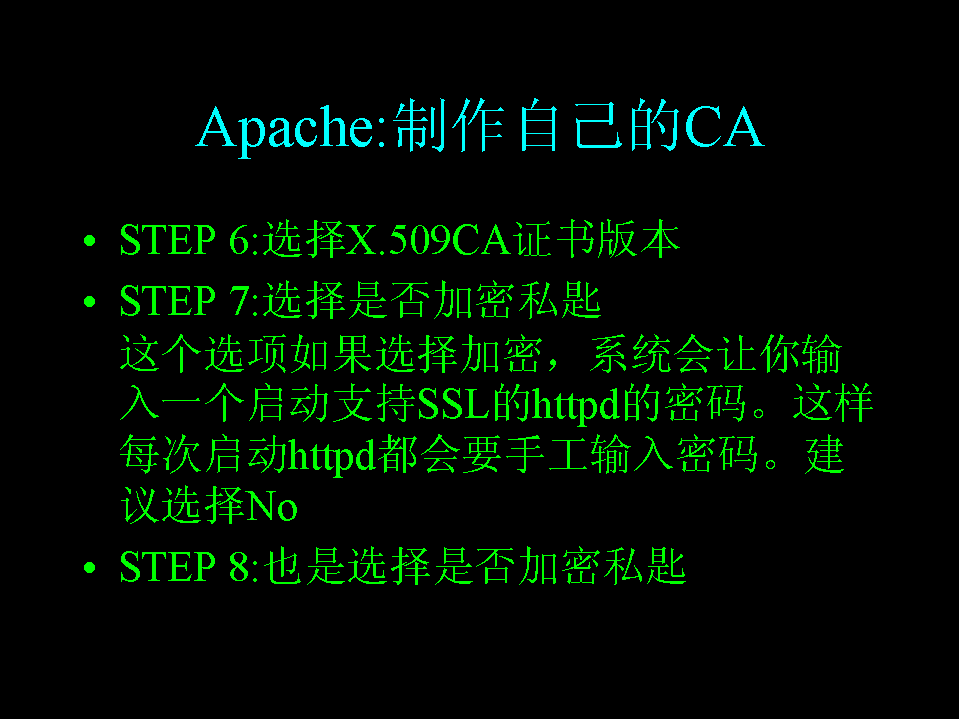 Apache:制作自己的CA
• STEP 6:选择X.509CA证书版本
• STEP 7:选择是否加密私匙
这个选项如果选择加密，系统会让你输
入一个启动支持SSL的httpd的密码。这样
每次启动httpd都会要手工输入密码。建
议选择No
• STEP 8:也是选择是否加密私匙